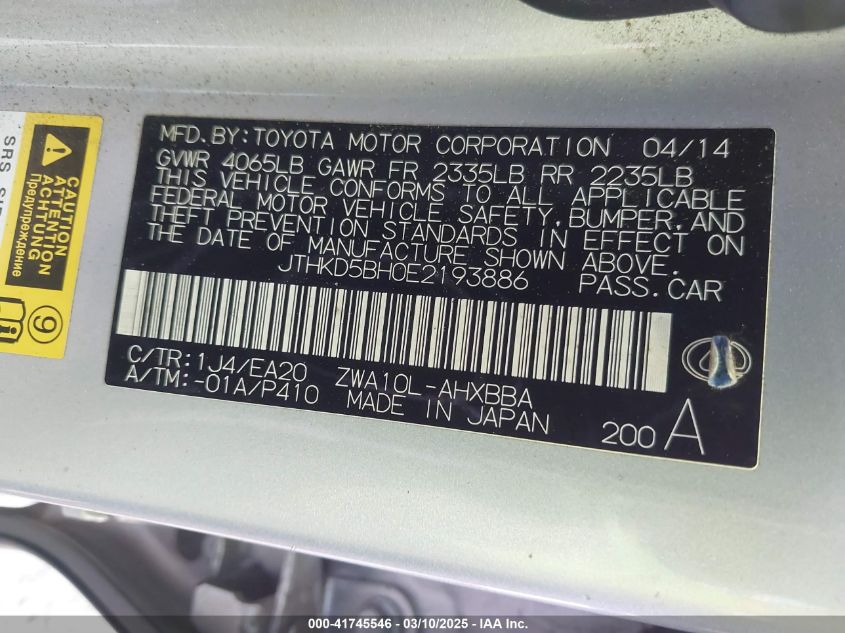 MFD.BY:TOYOTA MOTOR CORPORATION 04/14
GVWR 4065LB GAWR FR 2335LB RR 2235LB
THIS VEHICLE CONFORMS TO ALL APPLICABLE
FEDERAL MOTOR VEHICLE SAFETY,BUMPER,AND
THEFT PREVENTION STANDARDS IN EFFECT ON
THE DATE OF MANUFACTURE SHOWN ABOVE.
JTHKD5BH0E2193886 PASS.CAR
C/TR:1J4/EA20 ZWA10L-AHXBBA
A/TM:-01A/P410 MADE IN JAPAN
200A
CAUTION
ATTENTION
ACHTUNG
Предупреждение
9
SRS
000-41745546 - 03/10/2025 - IAA Inc.